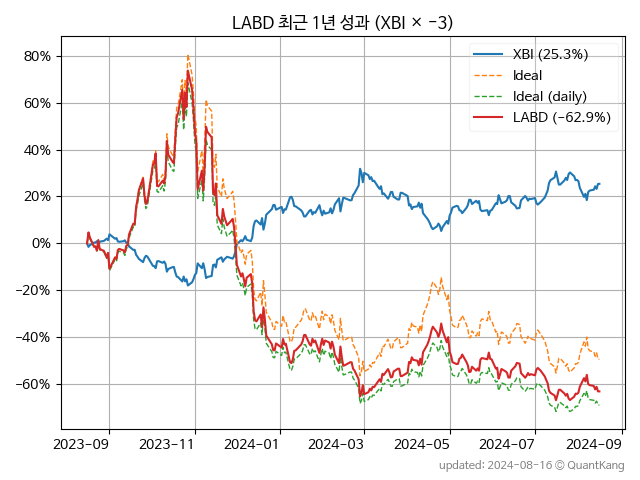 LABD 최근 1년 성과 (XBI × −3)
XBI (25.3%)
Ideal
Ideal (daily)
LABD (−62.9%)
80%
60%
40%
20%
0%
−20%
−40%
−60%
2023−09
2023−11
2024−01
2024−03
2024−05
2024−07
2024−09
updated: 2024−08−16 © QuantKang